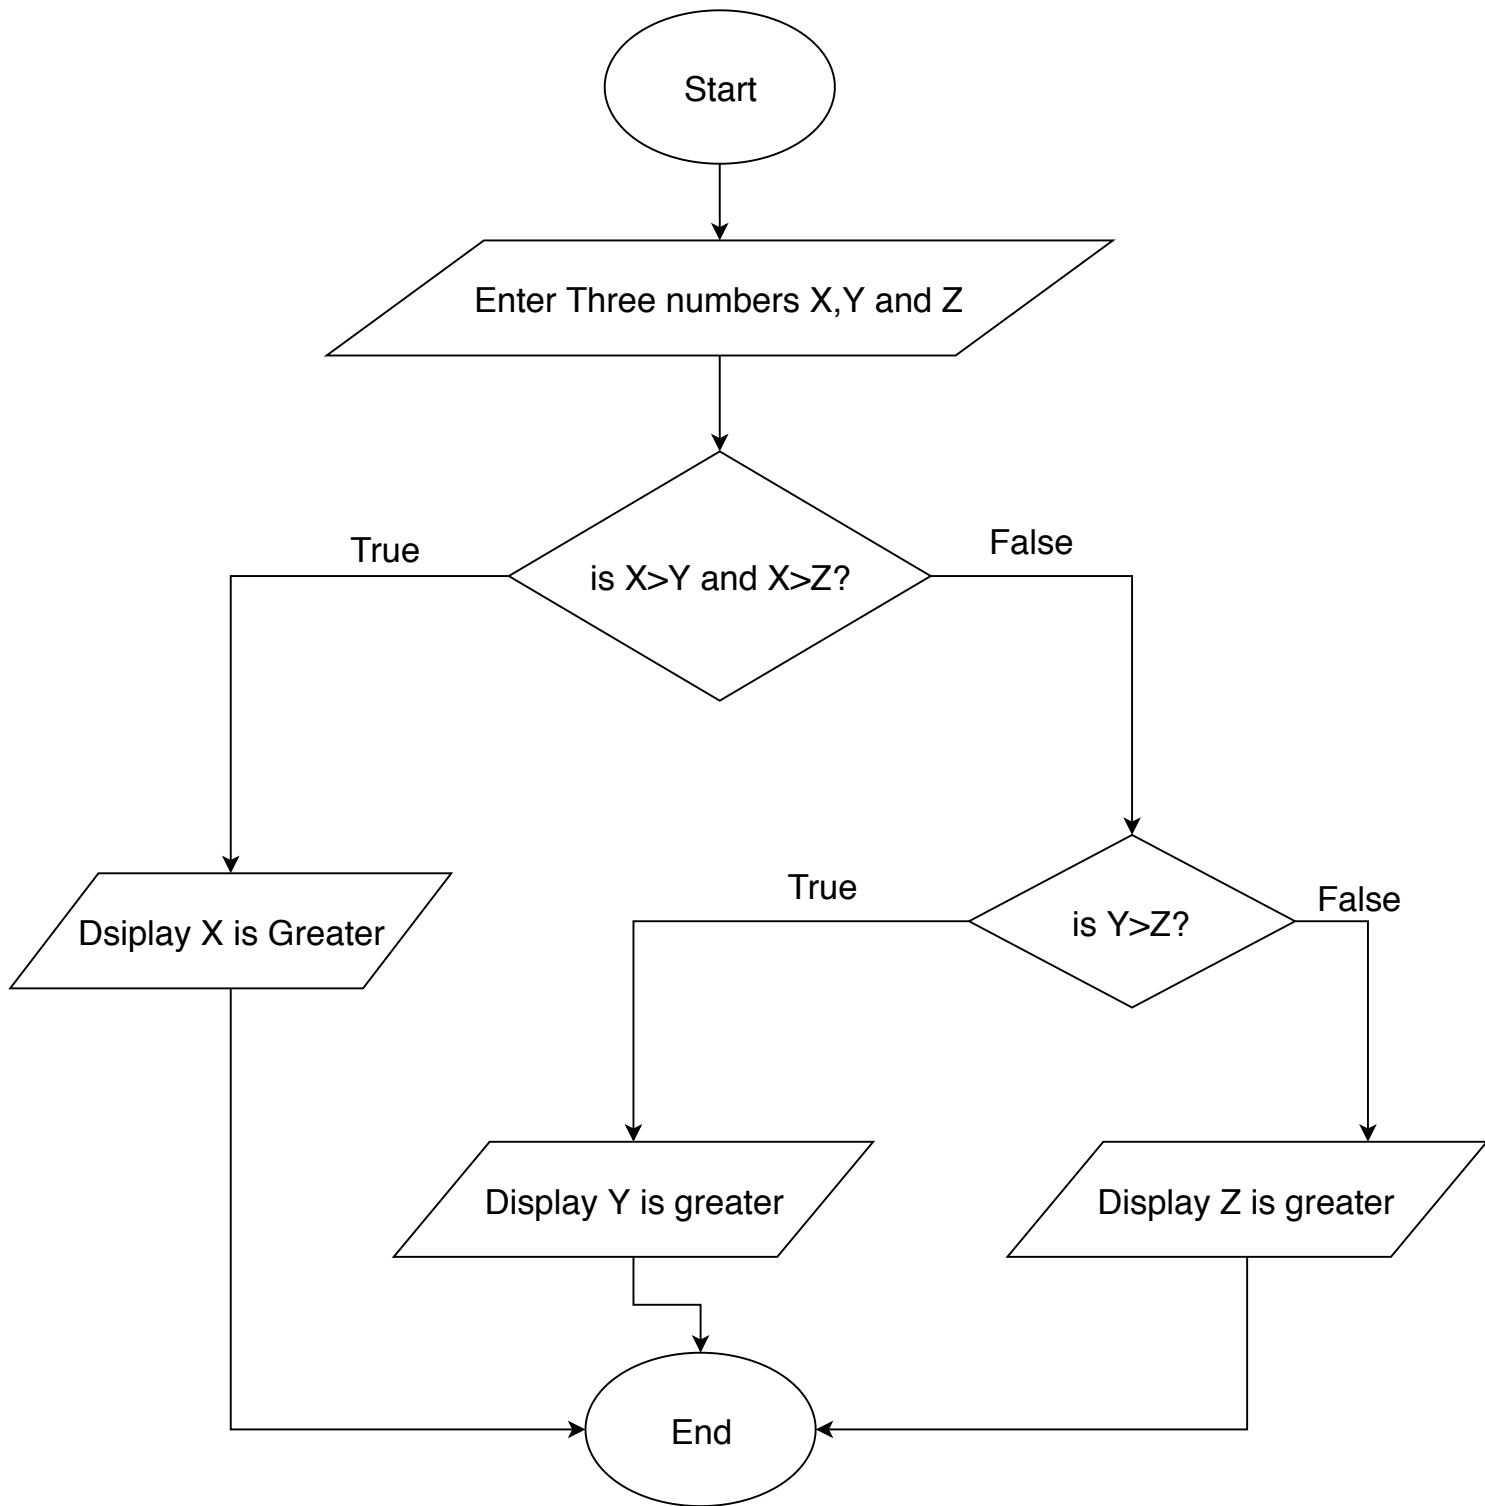 Start
Enter Three numbers X,Y and Z
True
False
is X>Y and X>Z?
True
False
Dsiplay X is Greater
is Y>Z?
Display Y is greater
Display Z is greater
End